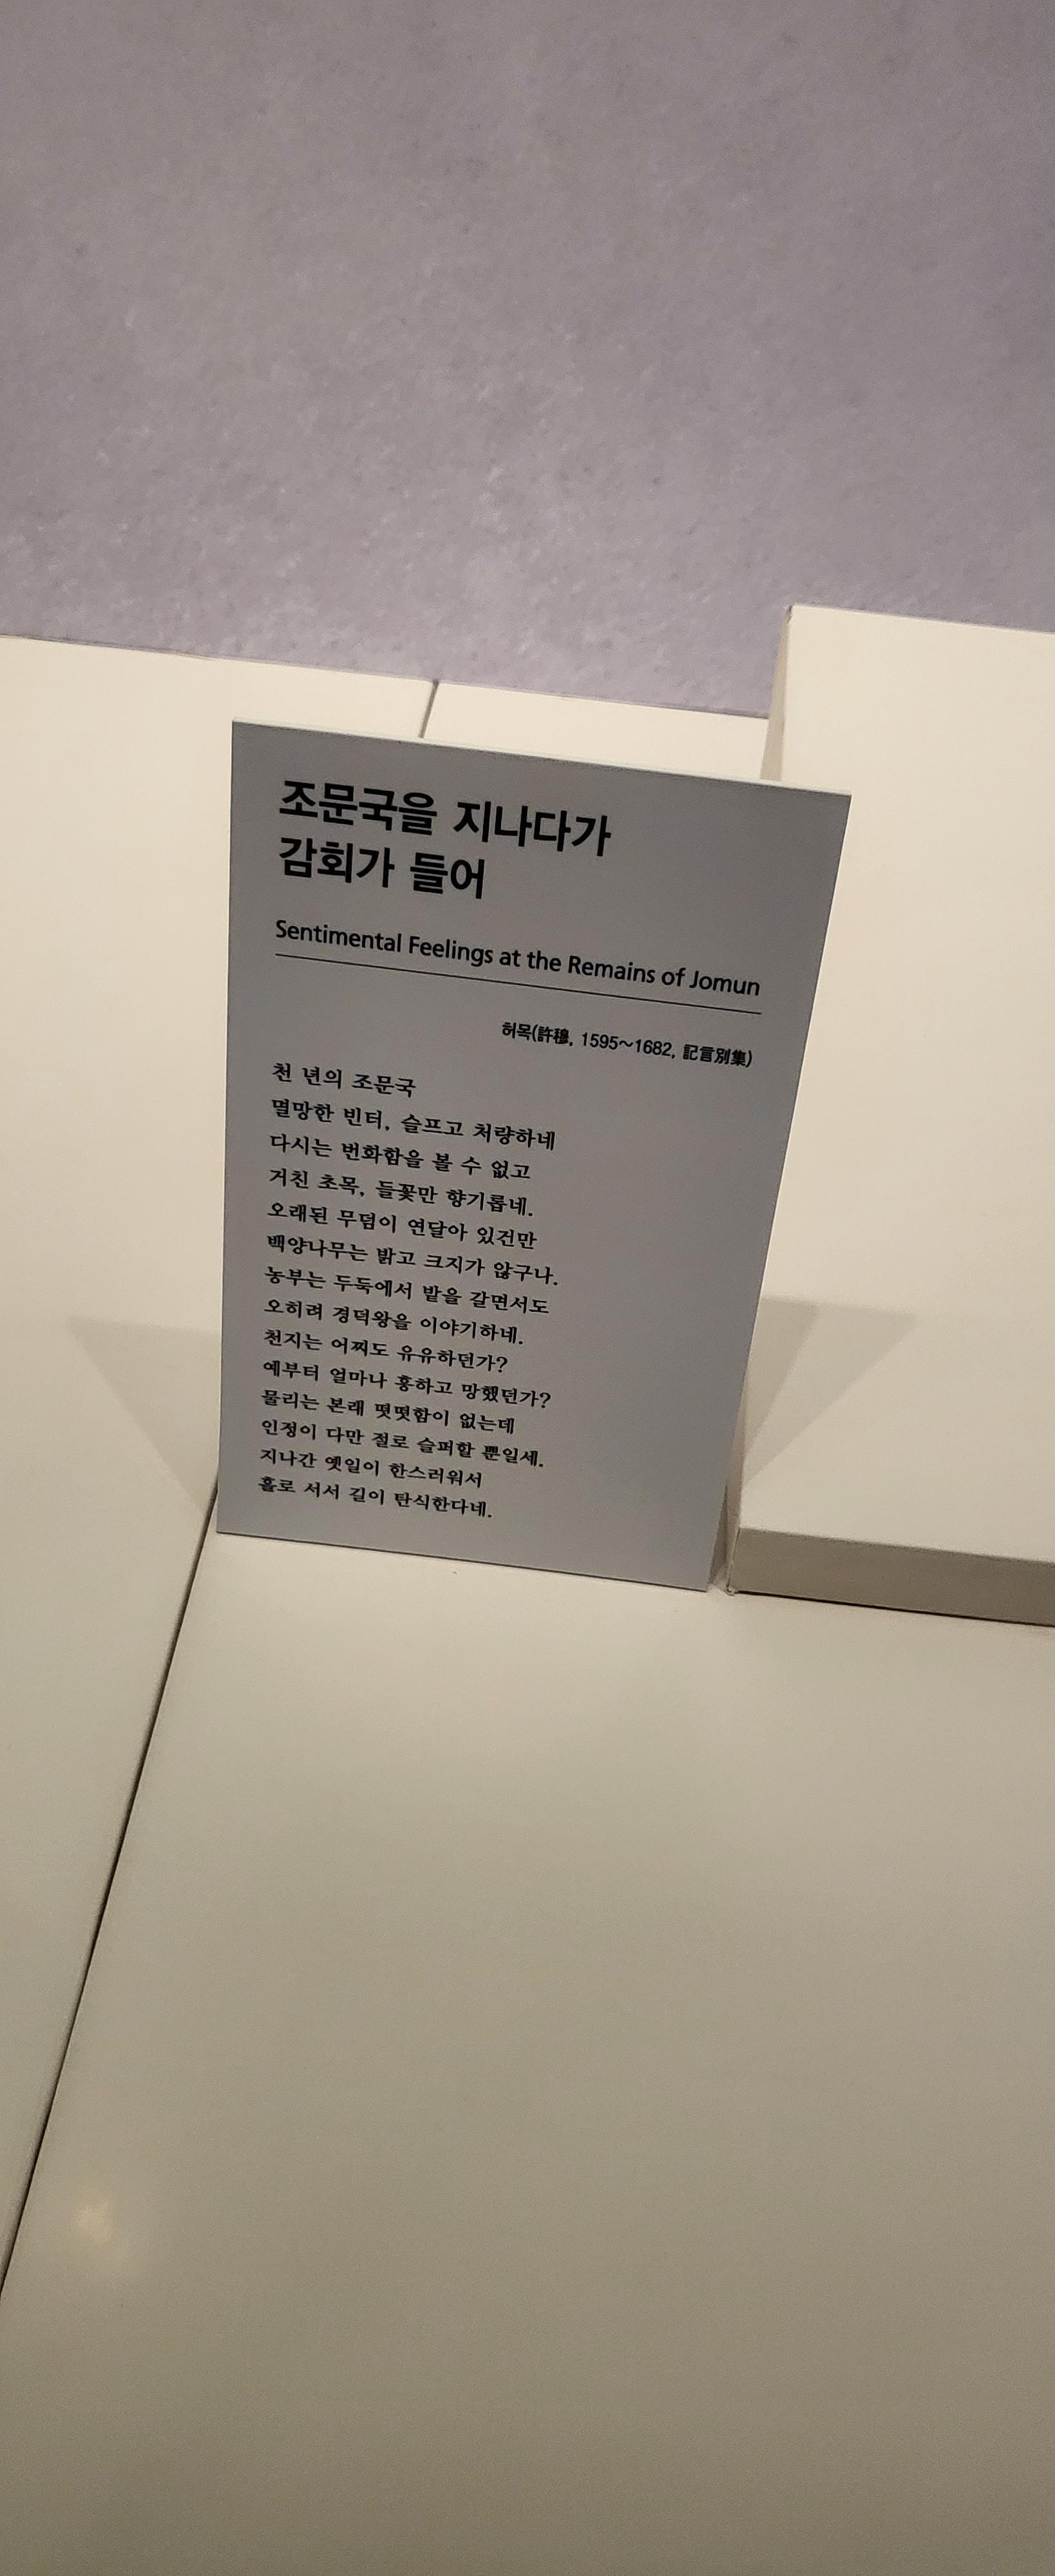 조문국을 지나다가
감회가 들어
Sentimental Feelings at the Remains of Jomun
허목(許穆, 1595~1682, 記言別集)
천 년의 조문국
멸망한 빈터, 슬프고 처량하네
다시는 번화함을 볼 수 없고
거친 초목, 들꽃만 향기롭네.
오래된 무덤이 연달아 있건만
백양나무는 밝고 크지가 않구나.
농부는 두둑에서 밭을 갈면서도
오히려 경덕왕을 이야기하네.
천지는 어찌도 유유하던가?
예부터 얼마나 흥하고 망했던가?
물리는 본래 떳떳함이 없는데
인정이 다만 절로 슬퍼할 뿐일세.
지나간 옛일이 한스러워서
홀로 서서 길이 탄식한다네.